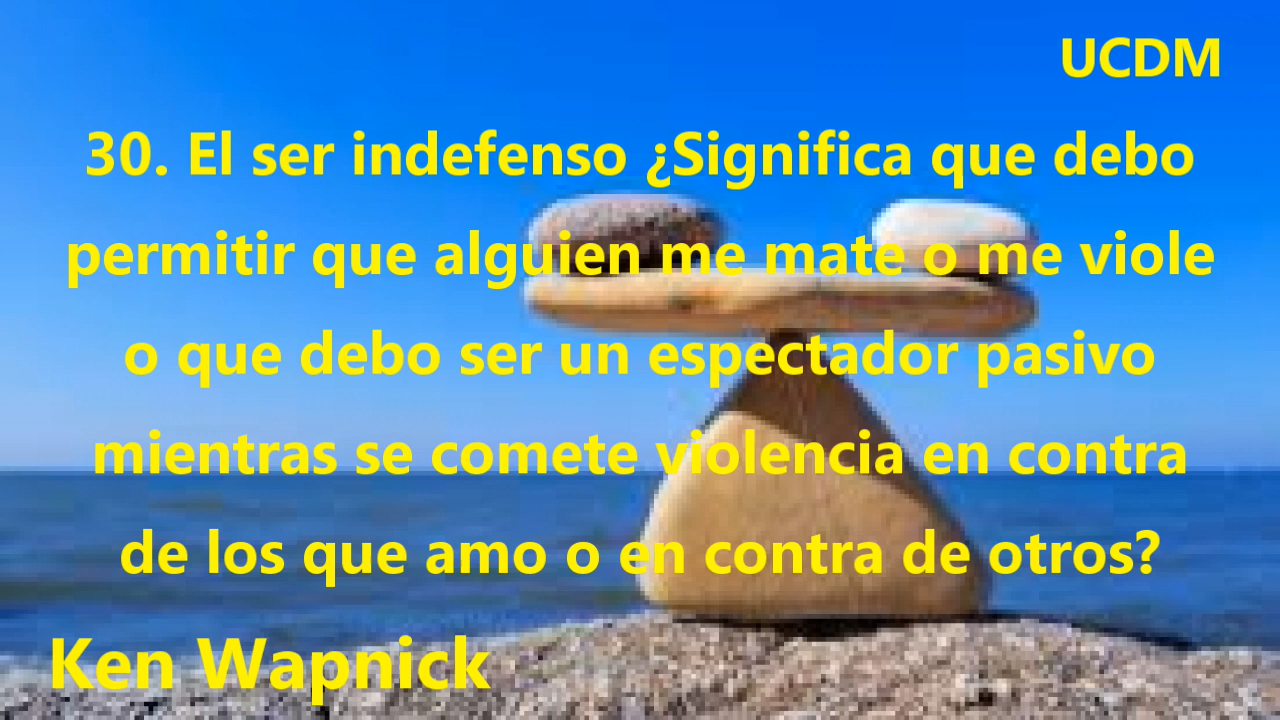 UCDM
30. El ser indefenso ¿Significa que debo
permitir que alguien me mate o me viole
o que debo ser un espectador pasivo
mientras se comete violencia en contra
de los que amo o en contra de otros?
Ken Wapnick